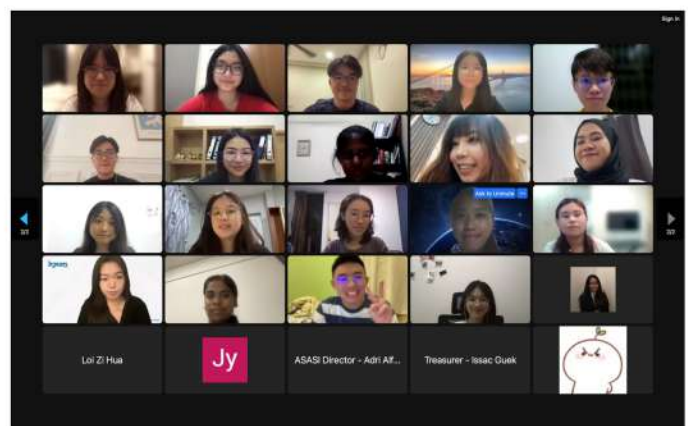 Sign In
Ask to Unmute
Loi Zi Hua
Jy
ASASI Director - Adri Alf...
Treasurer - Issac Guek